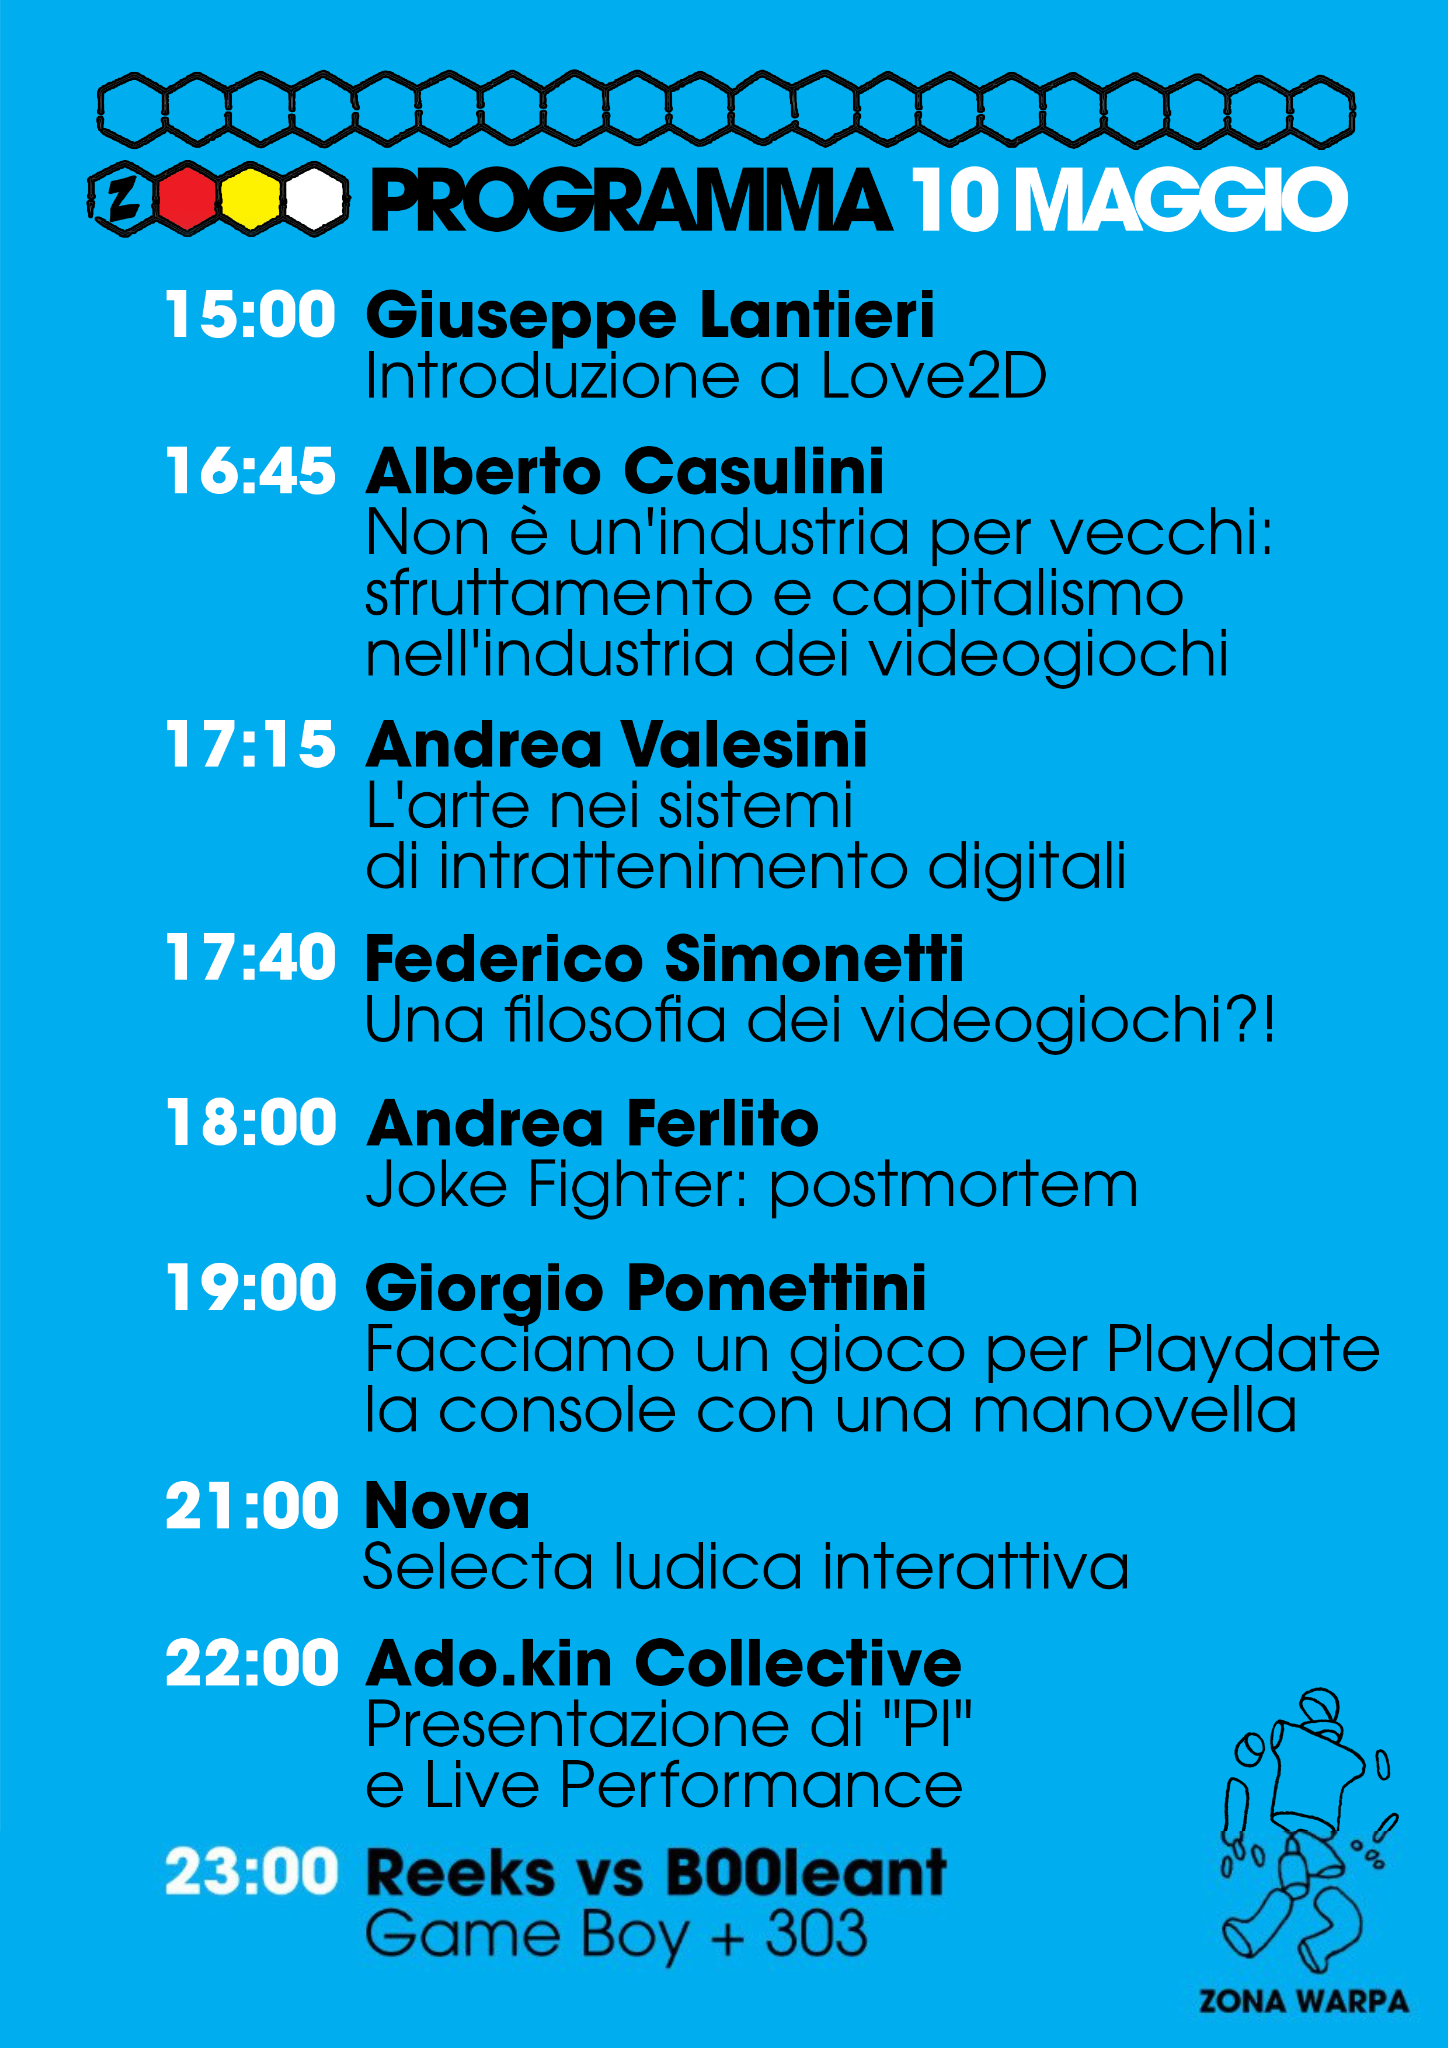 Z PROGRAMMA 10 MAGGIO
15:00 Giuseppe Lantieri
Introduzione a Love2D
16:45 Alberto Casulini
Non è un'industria per vecchi:
sfruttamento e capitalismo
nell'industria dei videogiochi
17:15 Andrea Valesini
L'arte nei sistemi
di intrattenimento digitali
17:40 Federico Simonetti
Una filosofia dei videogiochi?!
18:00 Andrea Ferlito
Joke Fighter: postmortem
19:00 Giorgio Pomettini
Facciamo un gioco per Playdate
la console con una manovella
21:00 Nova
Selecta ludica interattiva
22:00 Ado.kin Collective
Presentazione di "PI"
e Live Performance
23:00 Reeks vs B00leant
Game Boy + 303
ZONA WARPA